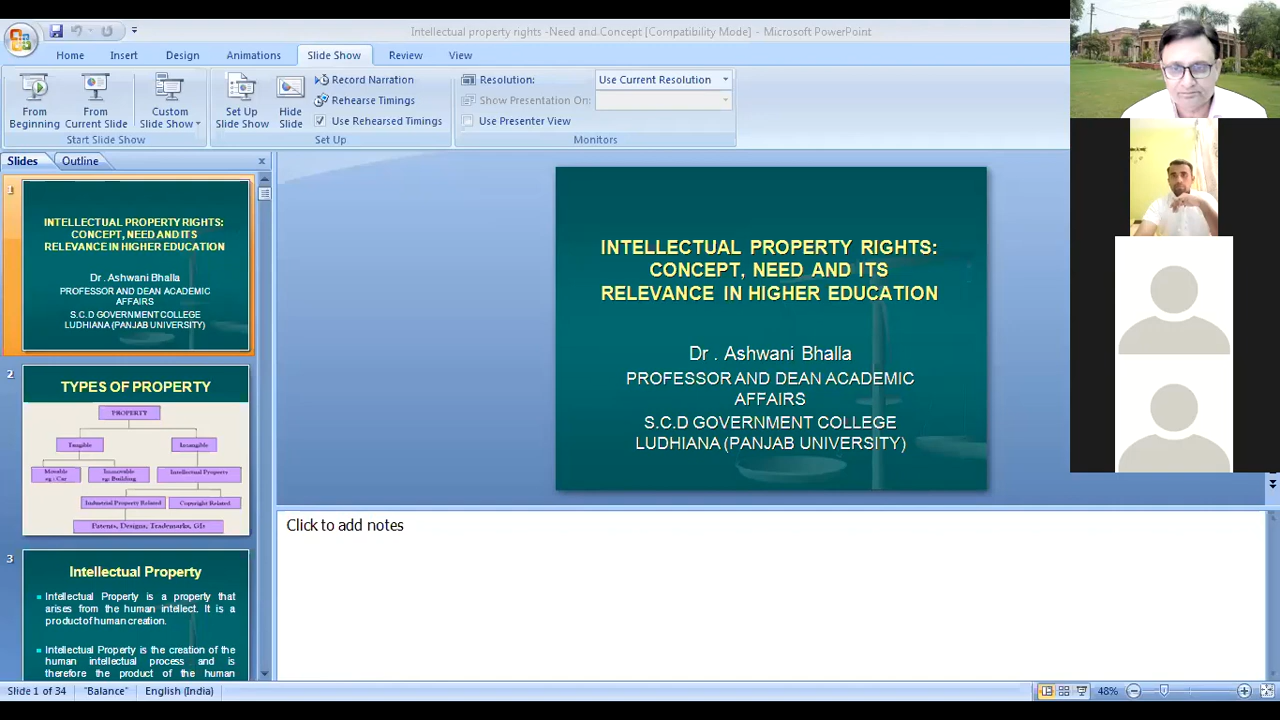 Intellectual property rights -Need and Concept [Compatibility Mode] - Microsoft PowerPoint
Home Insert Design Animations Slide Show Review View
From Beginning
From Current Slide
Custom Slide Show
Start Slide Show
Set Up Slide Show
Hide Slide
Record Narration
Rehearse Timings
Use Rehearsed Timings
Set Up
Resolution: Use Current Resolution
Show Presentation On:
Use Presenter View
Monitors
Slides Outline x
1
INTELLECTUAL PROPERTY RIGHTS:
CONCEPT, NEED AND ITS
RELEVANCE IN HIGHER EDUCATION
Dr . Ashwani Bhalla
PROFESSOR AND DEAN ACADEMIC
AFFAIRS
S.C.D GOVERNMENT COLLEGE
LUDHIANA (PANJAB UNIVERSITY)
2
TYPES OF PROPERTY
PROPERTY
Tangible Intangible
Movable
eg : Car
Immovable
eg: Building
Intellectual Property
Industrial Property Related Copyright Related
Patents, Designs, Trademarks, GIs
3
Intellectual Property
Intellectual Property is a property that
arises from the human intellect. It is a
product of human creation.
Intellectual Property is the creation of the
human intellectual process and is
therefore the product of the human
INTELLECTUAL PROPERTY RIGHTS:
CONCEPT, NEED AND ITS
RELEVANCE IN HIGHER EDUCATION
Dr . Ashwani Bhalla
PROFESSOR AND DEAN ACADEMIC
AFFAIRS
S.C.D GOVERNMENT COLLEGE
LUDHIANA (PANJAB UNIVERSITY)
Click to add notes
Slide 1 of 34 "Balance" English (India) 48%